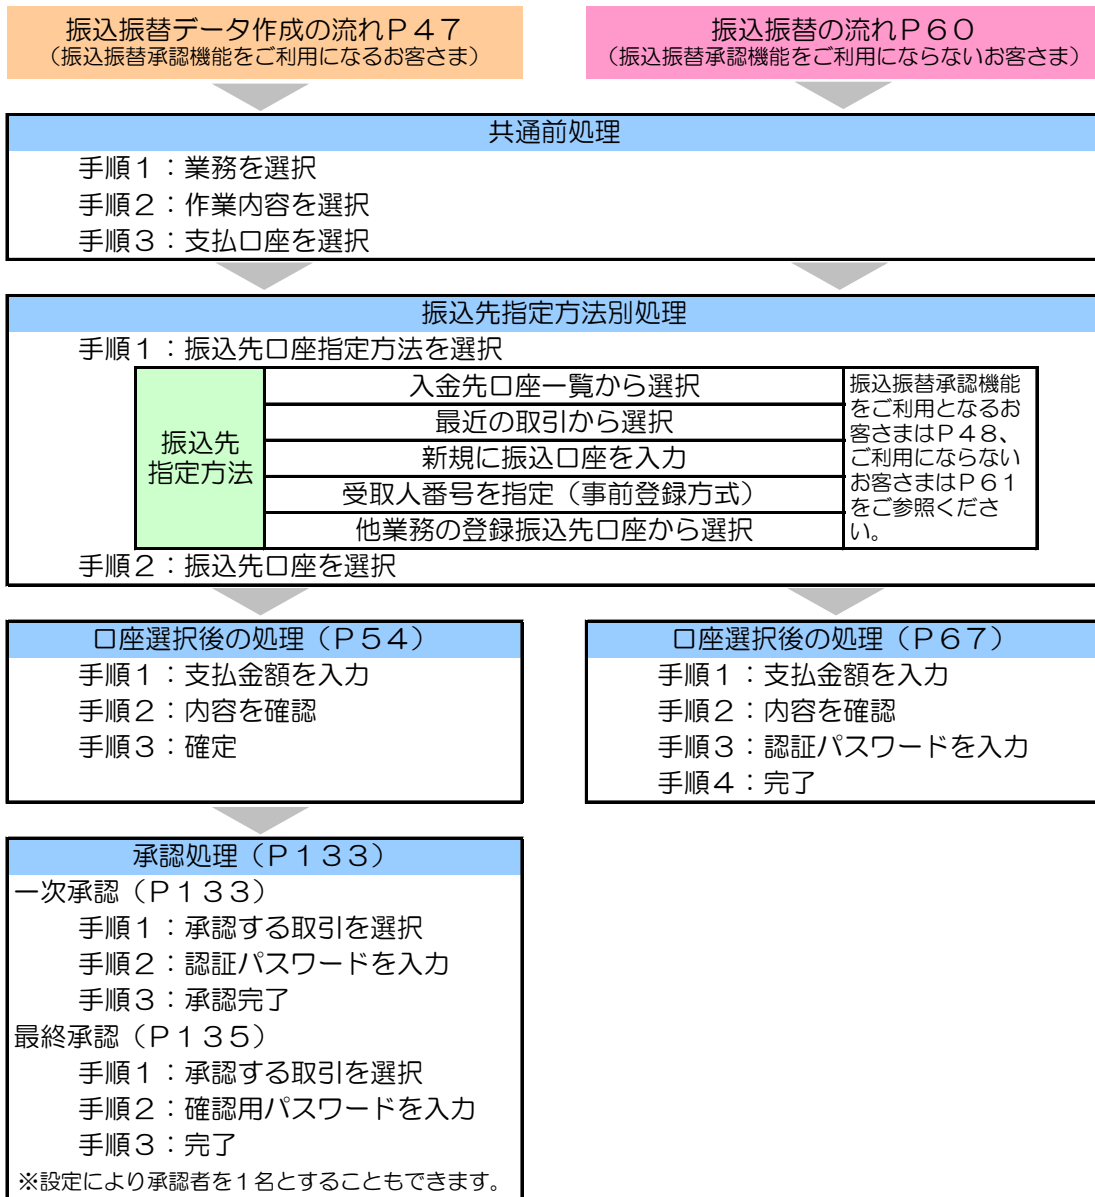 振込振替データ作成の流れＰ４７
（振込振替承認機能をご利用になるお客さま）
振込振替の流れＰ６０
（振込振替承認機能をご利用にならないお客さま）
共通前処理
手順１：業務を選択
手順２：作業内容を選択
手順３：支払口座を選択
振込先指定方法別処理
手順１：振込先口座指定方法を選択
振込先
指定方法
入金先口座一覧から選択
最近の取引から選択
新規に振込口座を入力
受取人番号を指定（事前登録方式）
他業務の登録振込先口座から選択
振込振替承認機能
をご利用となるお
客さまはＰ４８、
ご利用にならない
お客さまはＰ６１
をご参照くださ
い。
手順２：振込先口座を選択
口座選択後の処理（Ｐ５４）
手順１：支払金額を入力
手順２：内容を確認
手順３：確定
口座選択後の処理（Ｐ６７）
手順１：支払金額を入力
手順２：内容を確認
手順３：認証パスワードを入力
手順４：完了
承認処理（Ｐ１３３）
一次承認（Ｐ１３３）
手順１：承認する取引を選択
手順２：認証パスワードを入力
手順３：承認完了
最終承認（Ｐ１３５）
手順１：承認する取引を選択
手順２：確認用パスワードを入力
手順３：完了
※設定により承認者を１名とすることもできます。